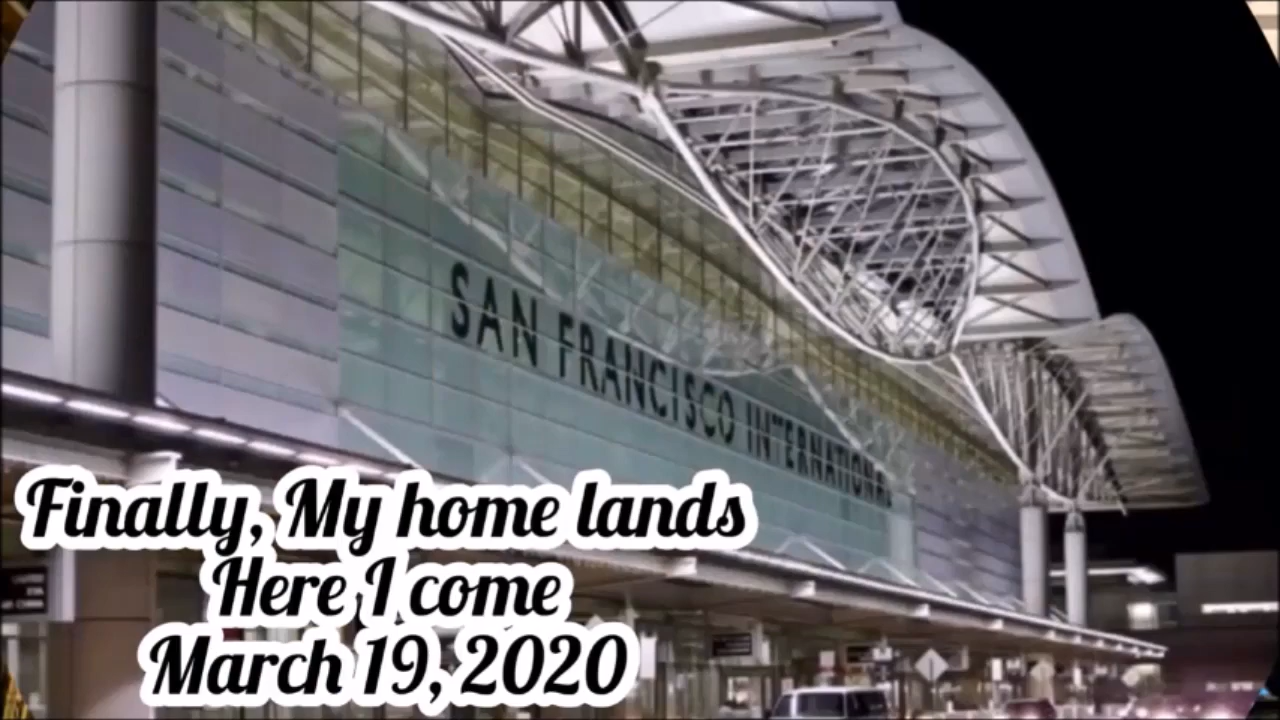 SAN FRANCISCO INTERNATIONAL
Finally, My home lands
Here I come
March 19, 2020